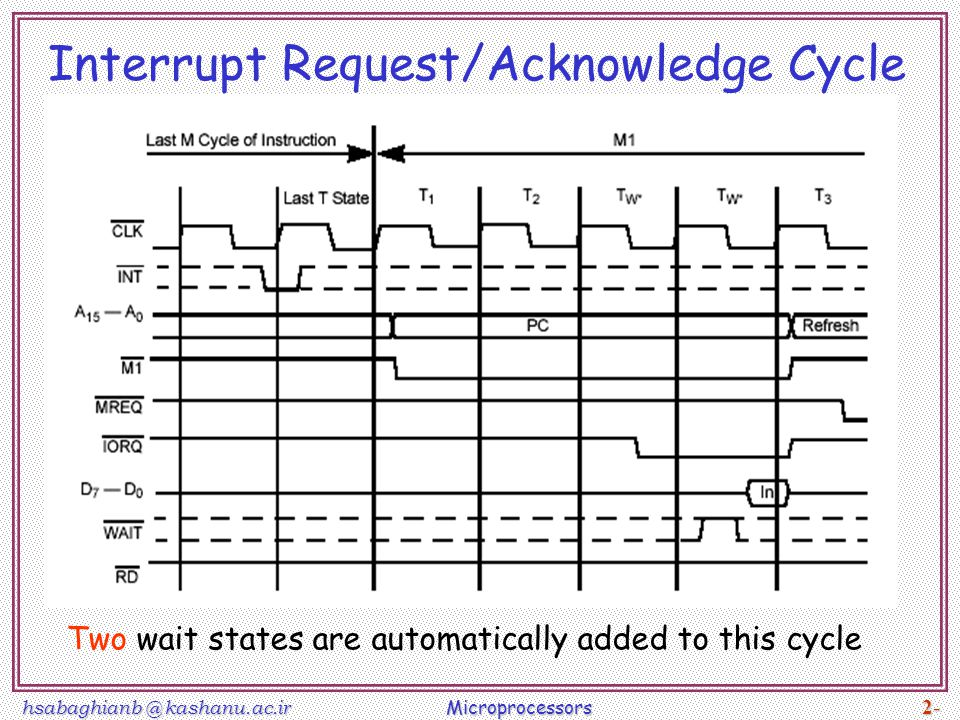 Interrupt Request/Acknowledge Cycle
Last M Cycle of Instruction M1
Last T State T1 T2 TW* TW* T3
CLK
INT
A15 — A0 PC Refresh
M1
MREQ
IORQ
D7 — D0 In
WAIT
RD
Two wait states are automatically added to this cycle
hsabaghianb @ kashanu.ac.ir Microprocessors 2-